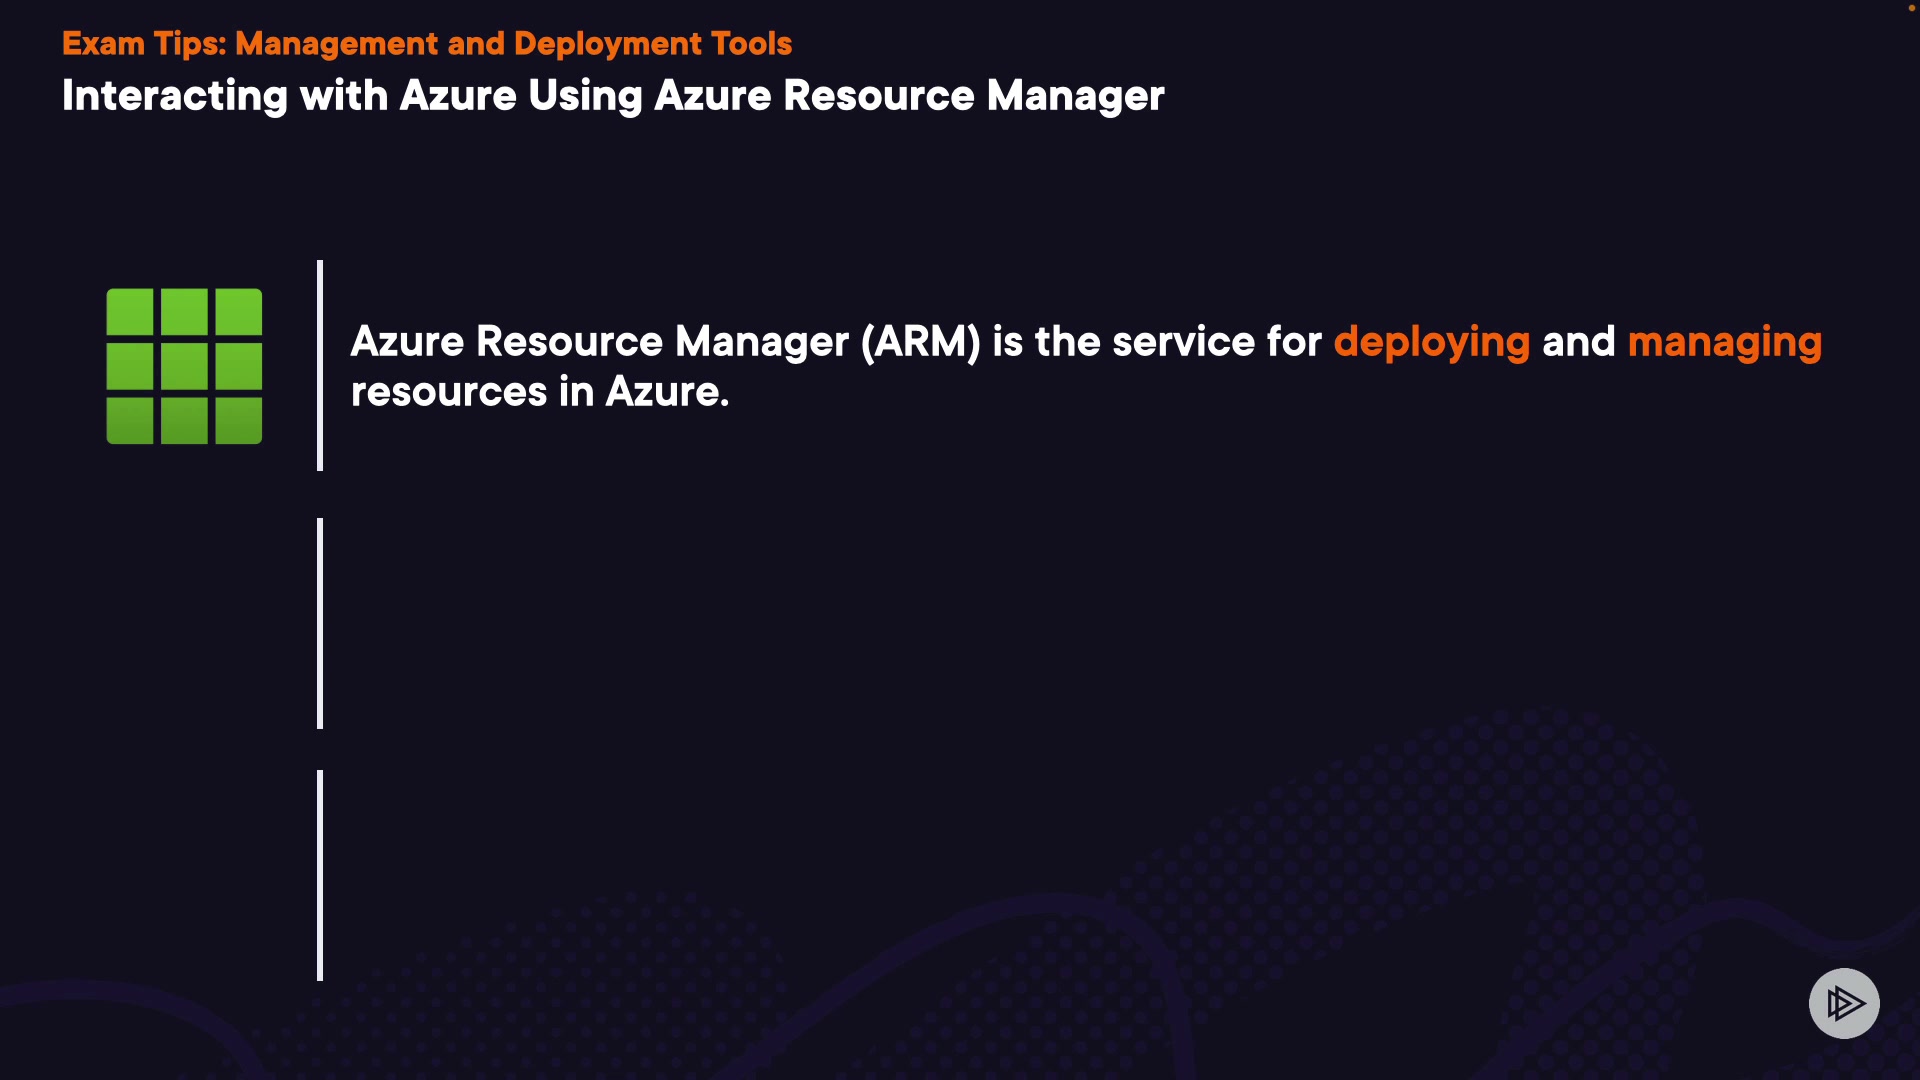 Exam Tips: Management and Deployment Tools
Interacting with Azure Using Azure Resource Manager
Azure Resource Manager (ARM) is the service for deploying and managing
resources in Azure.